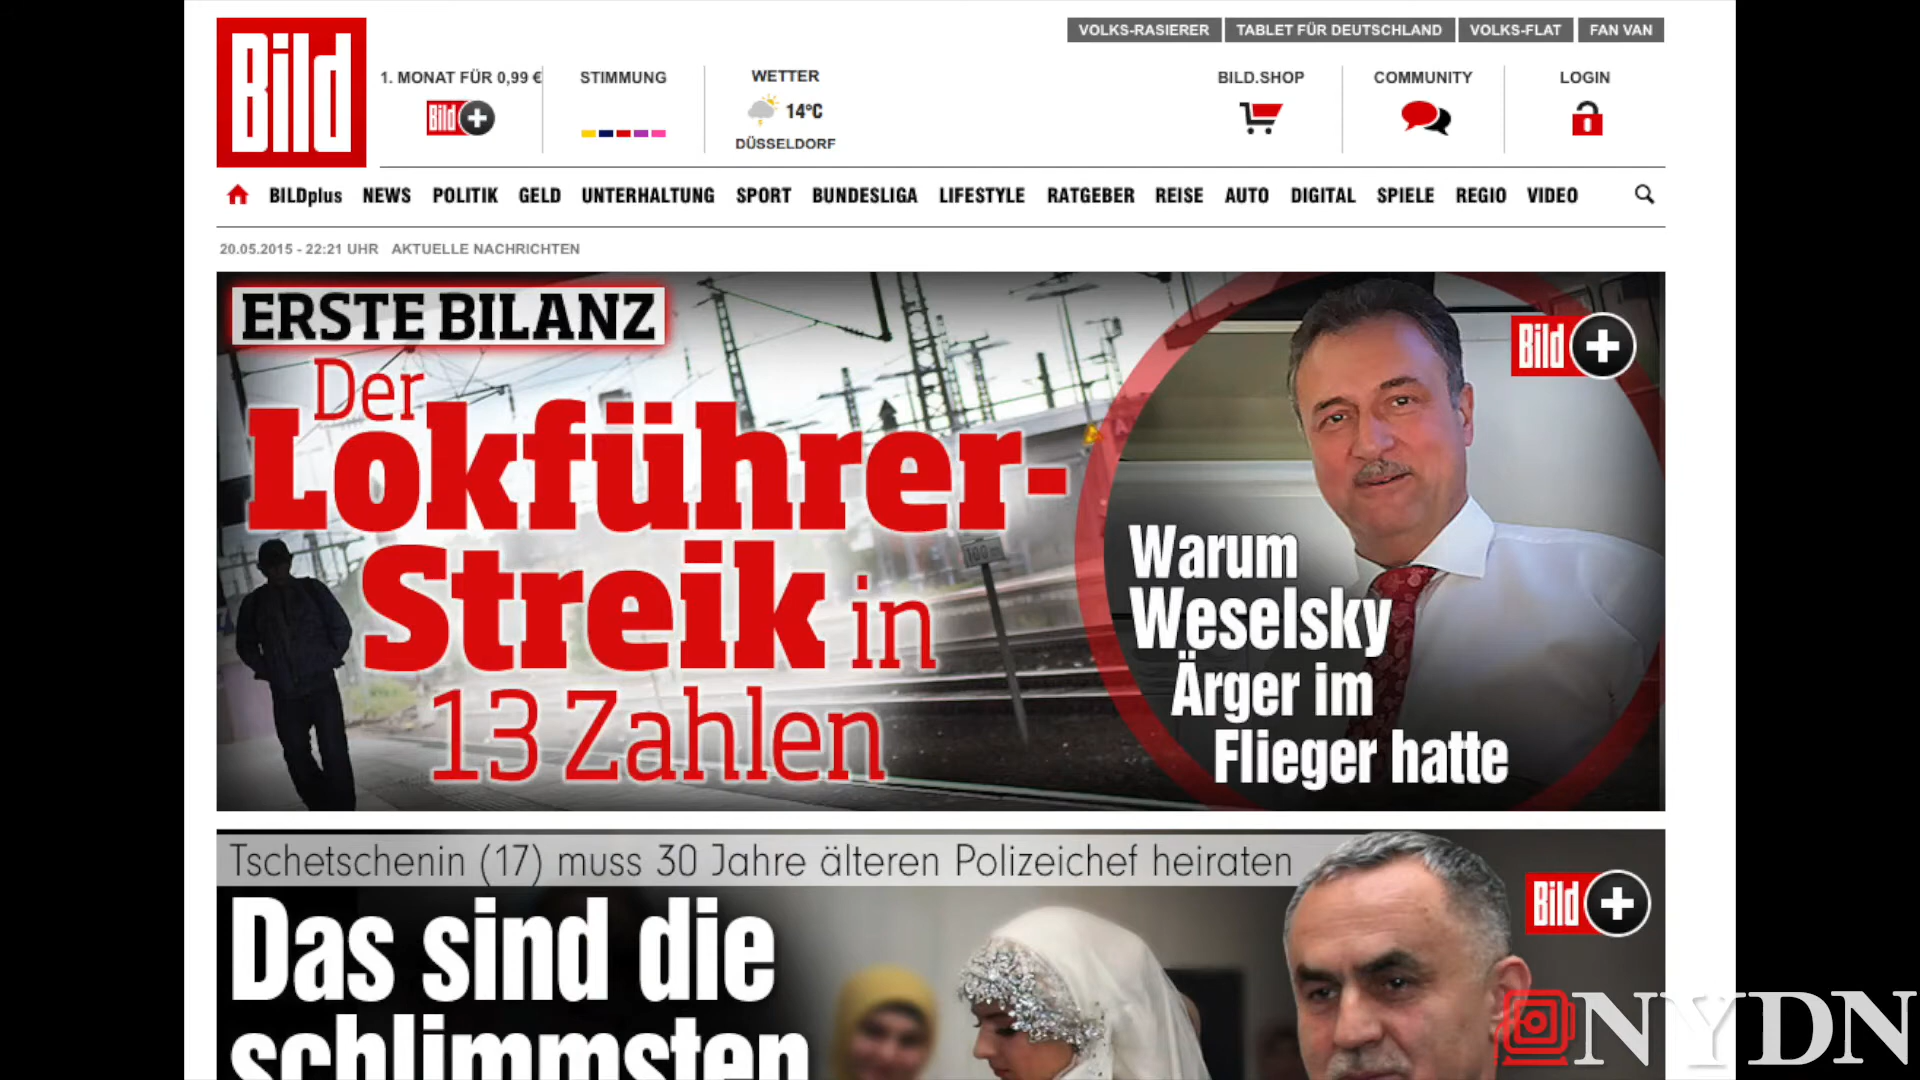 Bild
VOLKS-RASIERER TABLET FÜR DEUTSCHLAND VOLKS-FLAT FAN VAN
1. MONAT FÜR 0,99 €
Bild+
STIMMUNG
WETTER
14°C
DÜSSELDORF
BILD.SHOP
COMMUNITY
LOGIN
BILDplus NEWS POLITIK GELD UNTERHALTUNG SPORT BUNDESLIGA LIFESTYLE RATGEBER REISE AUTO DIGITAL SPIELE REGIO VIDEO
20.05.2015 - 22:21 UHR AKTUELLE NACHRICHTEN
ERSTE BILANZ
Der
Lokführer-
Streik in
13 Zahlen
100 m
Bild+
Warum
Weselsky
Ärger im
Flieger hatte
Tschetschenin (17) muss 30 Jahre älteren Polizeichef heiraten
Bild+
Das sind die
schlimmsten
NYDN